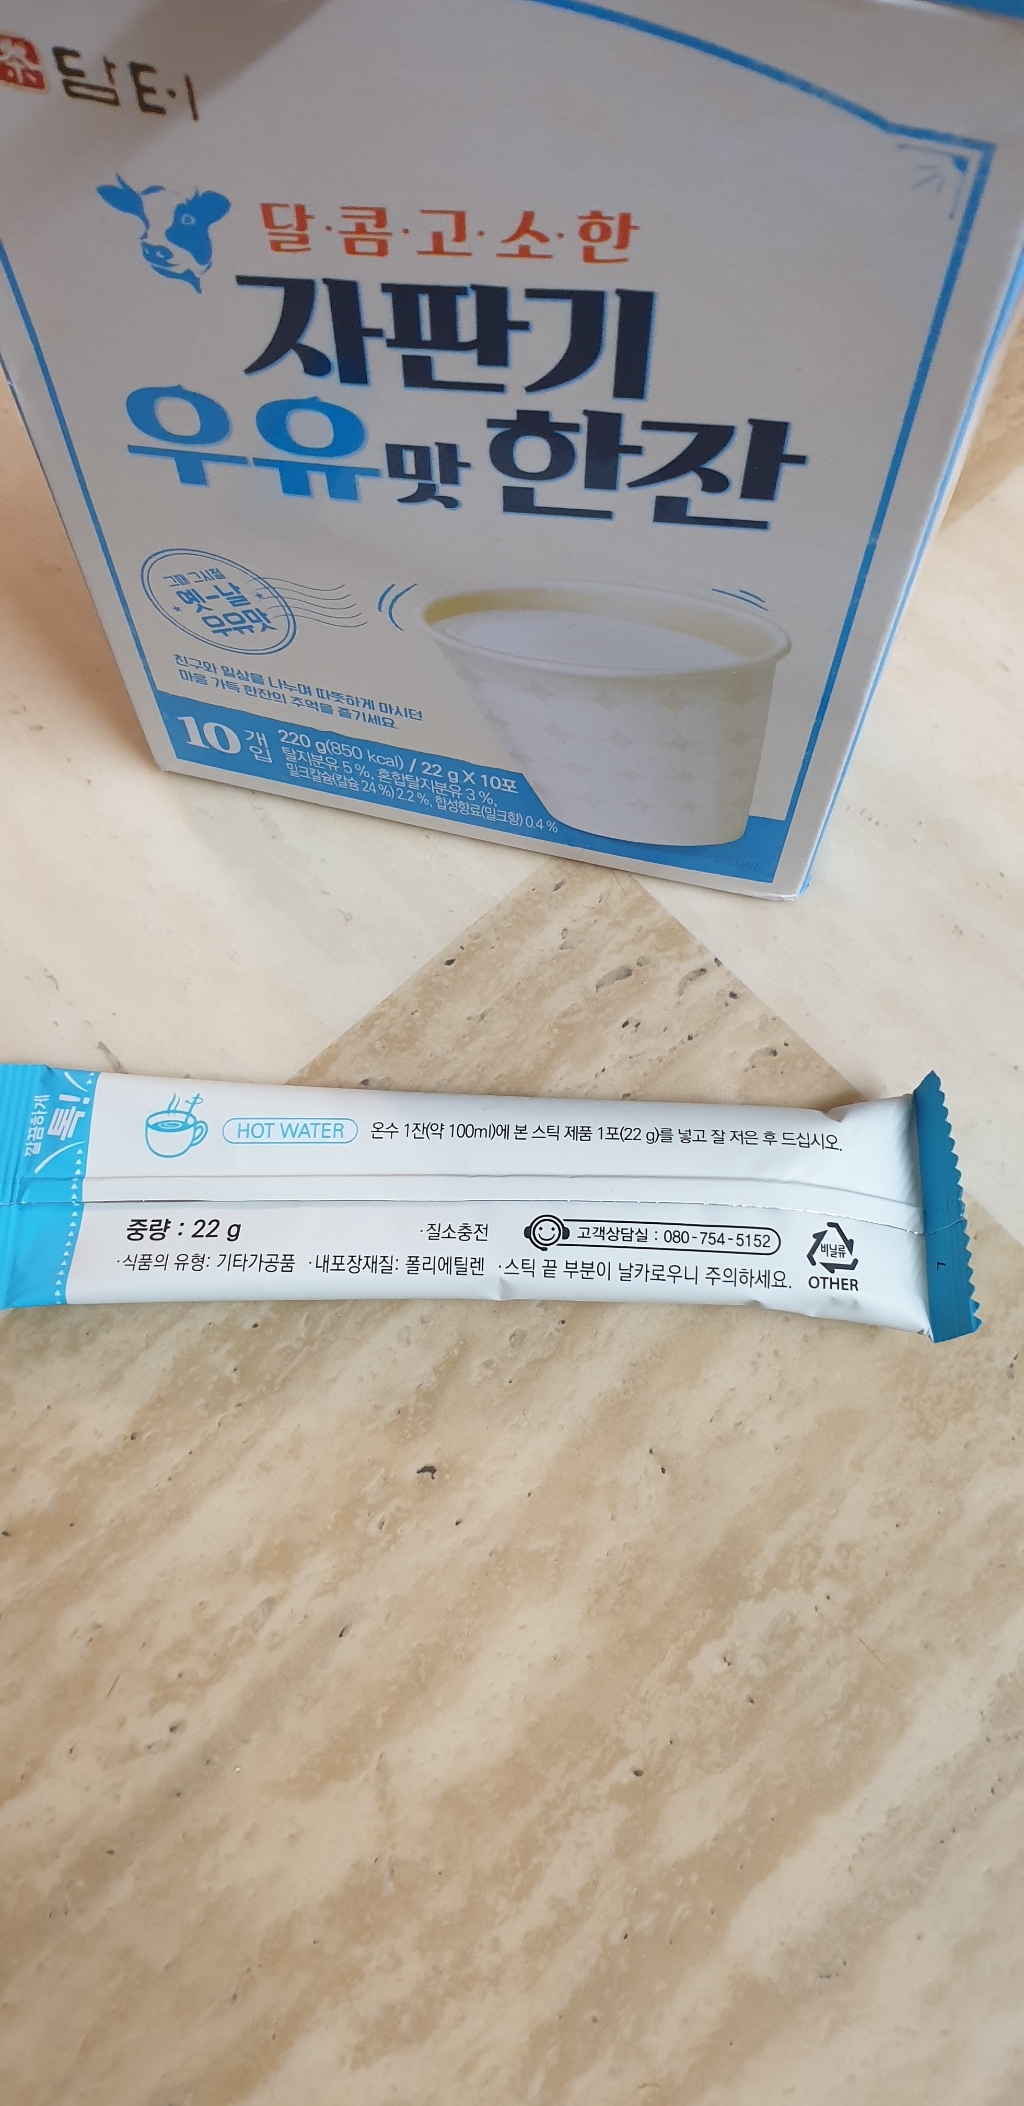 담터
달·콤·고·소·한
자판기
우유맛 한잔
그때 그시절
옛-날
우유맛
친구와 일상을 나누며 따뜻하게 마시던
마음 가득 한잔의 추억을 즐기세요.
10개입
220 g(850 kcal) / 22 g X 10포
탈지분유 5 %, 혼합탈지분유 3 %,
밀크칼슘(칼슘 24 %) 2.2 %, 합성향료(밀크향) 0.4 %
깔끔하게
톡!
HOT WATER 온수 1잔(약 100ml)에 본 스틱 제품 1포(22 g)를 넣고 잘 저은 후 드십시오.
중량 : 22 g ·질소충전 고객상담실 : 080-754-5152
·식품의 유형: 기타가공품 ·내포장재질: 폴리에틸렌 ·스틱 끝 부분이 날카로우니 주의하세요.
비닐류
OTHER